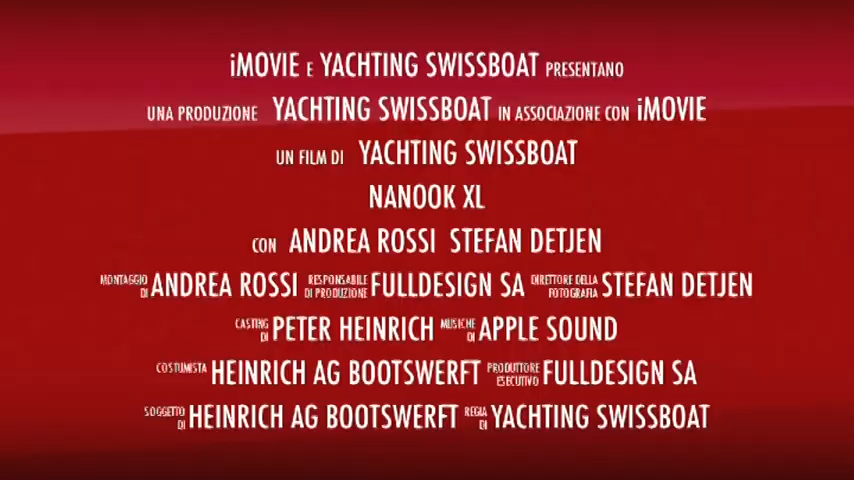 iMOVIE E YACHTING SWISSBOAT PRESENTANO
UNA PRODUZIONE YACHTING SWISSBOAT IN ASSOCIAZIONE CON iMOVIE
UN FILM DI YACHTING SWISSBOAT
NANOOK XL
CON ANDREA ROSSI STEFAN DETJEN
MONTAGGIO DI ANDREA ROSSI RESPONSABILE DI PRODUZIONE FULLDESIGN SA DIRETTORE DELLA FOTOGRAFIA STEFAN DETJEN
CASTING DI PETER HEINRICH MUSICHE DI APPLE SOUND
COSTUMISTA HEINRICH AG BOOTSWERFT PRODUTTORE ESECUTIVO FULLDESIGN SA
SOGGETTO DI HEINRICH AG BOOTSWERFT REGIA DI YACHTING SWISSBOAT